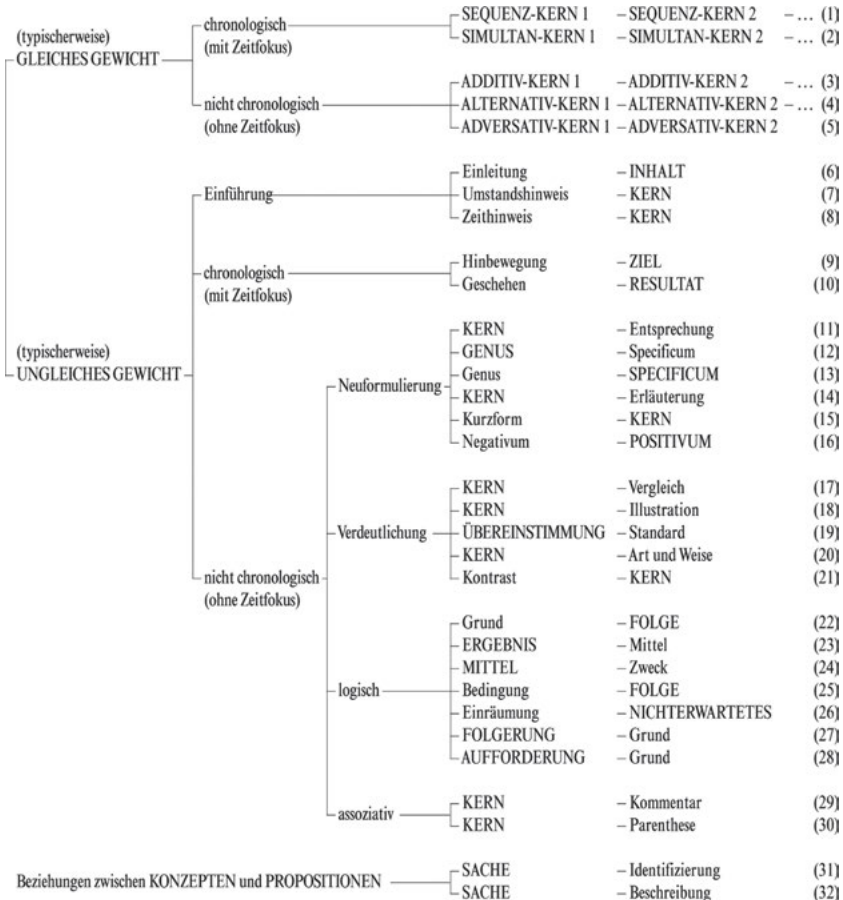 chronologisch
(mit Zeitfokus)
SEQUENZ-KERN 1 – SEQUENZ-KERN 2 – … (1)
SIMULTAN-KERN 1 – SIMULTAN-KERN 2 – … (2)
(typischerweise)
GLEICHES GEWICHT
nicht chronologisch
(ohne Zeitfokus)
ADDITIV-KERN 1 – ADDITIV-KERN 2 – … (3)
ALTERNATIV-KERN 1 – ALTERNATIV-KERN 2 – … (4)
ADVERSATIV-KERN 1 – ADVERSATIV-KERN 2 (5)
Einführung
Einleitung – INHALT (6)
Umstandshinweis – KERN (7)
Zeithinweis – KERN (8)
chronologisch
(mit Zeitfokus)
Hinbewegung – ZIEL (9)
Geschehen – RESULTAT (10)
(typischerweise)
UNGLEICHES GEWICHT
Neuformulierung
KERN – Entsprechung (11)
GENUS – Specificum (12)
Genus – SPECIFICUM (13)
KERN – Erläuterung (14)
Kurzform – KERN (15)
Negativum – POSITIVUM (16)
Verdeutlichung
KERN – Vergleich (17)
KERN – Illustration (18)
ÜBEREINSTIMMUNG – Standard (19)
KERN – Art und Weise (20)
Kontrast – KERN (21)
nicht chronologisch
(ohne Zeitfokus)
logisch
Grund – FOLGE (22)
ERGEBNIS – Mittel (23)
MITTEL – Zweck (24)
Bedingung – FOLGE (25)
Einräumung – NICHTERWARTETES (26)
FOLGERUNG – Grund (27)
AUFFORDERUNG – Grund (28)
assoziativ
KERN – Kommentar (29)
KERN – Parenthese (30)
Beziehungen zwischen KONZEPTEN und PROPOSITIONEN
SACHE – Identifizierung (31)
SACHE – Beschreibung (32)